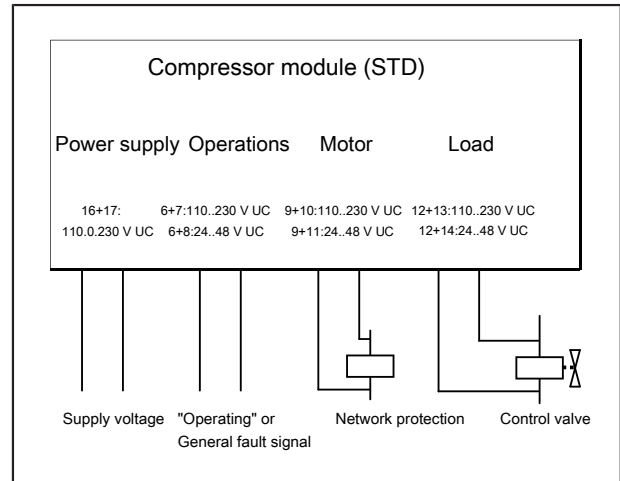 Compressor module (STD)
Power supply Operations Motor Load
16+17: 6+7:110..230 V UC 9+10:110..230 V UC 12+13:110..230 V UC
110.0.230 V UC 6+8:24..48 V UC 9+11:24..48 V UC 12+14:24..48 V UC
Supply voltage "Operating" or Network protection Control valve
General fault signal